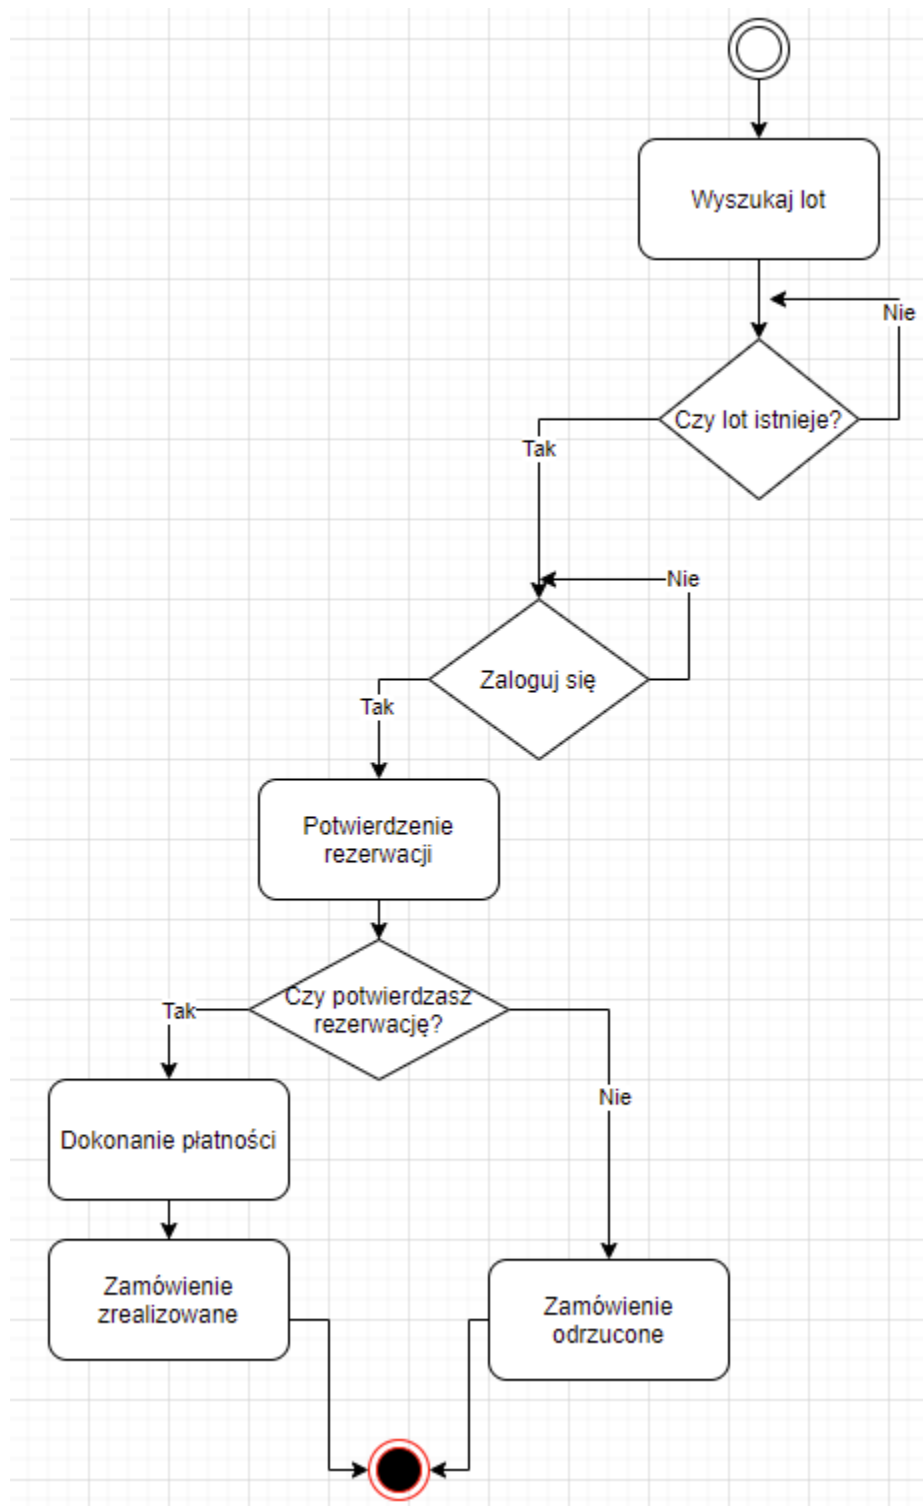 Wyszukaj lot
Nie
Czy lot istnieje?
Tak
Nie
Zaloguj się
Tak
Potwierdzenie
rezerwacji
Czy potwierdzasz
rezerwację?
Tak
Nie
Dokonanie płatności
Zamówienie
zrealizowane
Zamówienie
odrzucone